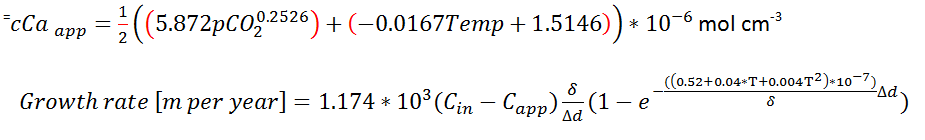 =cCa app = 1/2((5.872pCO₂^0.2526) + (−0.0167Temp + 1.5146)) * 10^−6 mol cm^-3
Growth rate [m per year] = 1.174 * 10^3(C_in − C_app) δ/Δd (1 − e^(−((0.52+0.04*T+0.004T^2)*10^−7)/δ Δd))